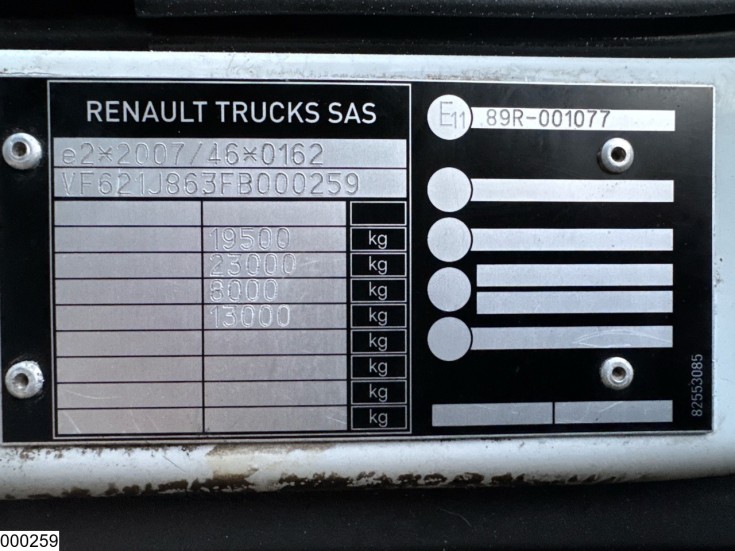 RENAULT TRUCKS SAS
e2*2007/46*0162
VF621J863FB000259
19500 kg
23000 kg
8000 kg
13000 kg
kg
kg
kg
kg
E11 89R-001077
82553085
000259